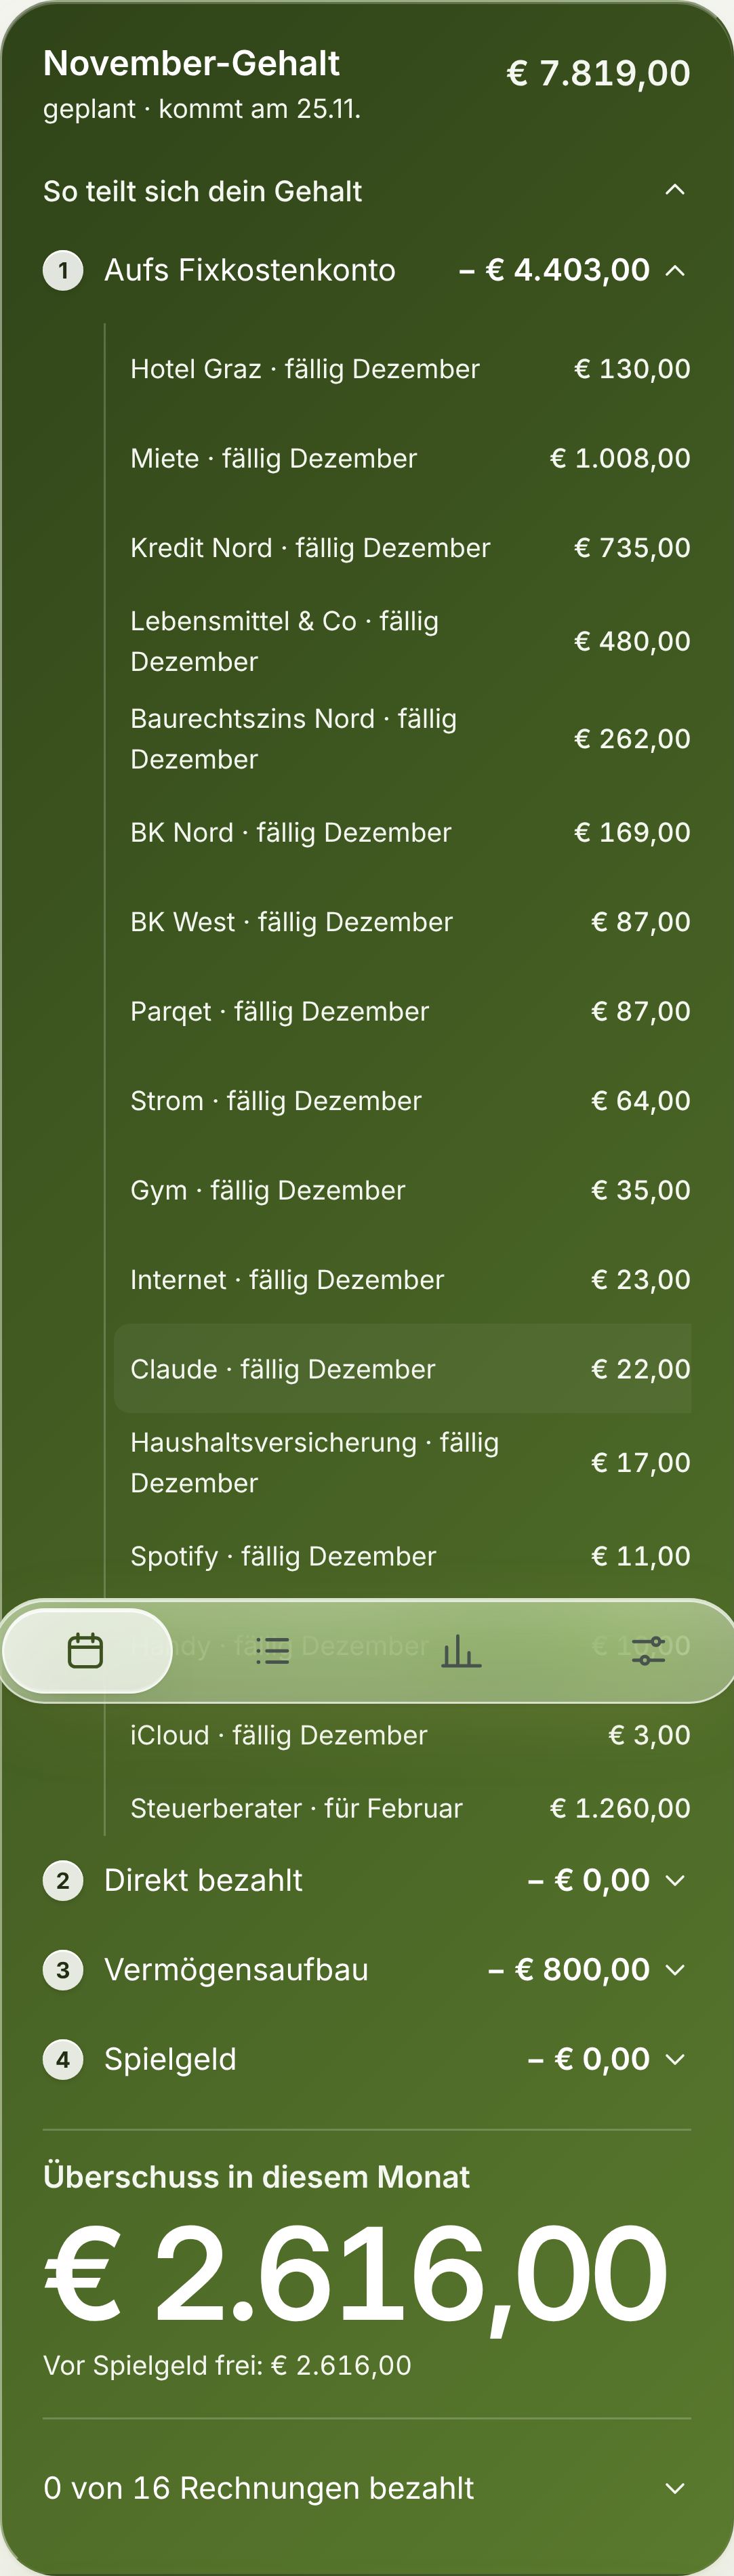 November-Gehalt
€ 7.819,00
geplant · kommt am 25.11.
So teilt sich dein Gehalt
1 Aufs Fixkostenkonto – € 4.403,00
Hotel Graz · fällig Dezember € 130,00
Miete · fällig Dezember € 1.008,00
Kredit Nord · fällig Dezember € 735,00
Lebensmittel & Co · fällig
Dezember
€ 480,00
Baurechtszins Nord · fällig
Dezember
€ 262,00
BK Nord · fällig Dezember € 169,00
BK West · fällig Dezember € 87,00
Parqet · fällig Dezember € 87,00
Strom · fällig Dezember € 64,00
Gym · fällig Dezember € 35,00
Internet · fällig Dezember € 23,00
Claude · fällig Dezember € 22,00
Haushaltsversicherung · fällig
Dezember
€ 17,00
Spotify · fällig Dezember € 11,00
Dezember
iCloud · fällig Dezember € 3,00
Steuerberater · für Februar € 1.260,00
2 Direkt bezahlt – € 0,00
3 Vermögensaufbau – € 800,00
4 Spielgeld – € 0,00
Überschuss in diesem Monat
€ 2.616,00
Vor Spielgeld frei: € 2.616,00
0 von 16 Rechnungen bezahlt